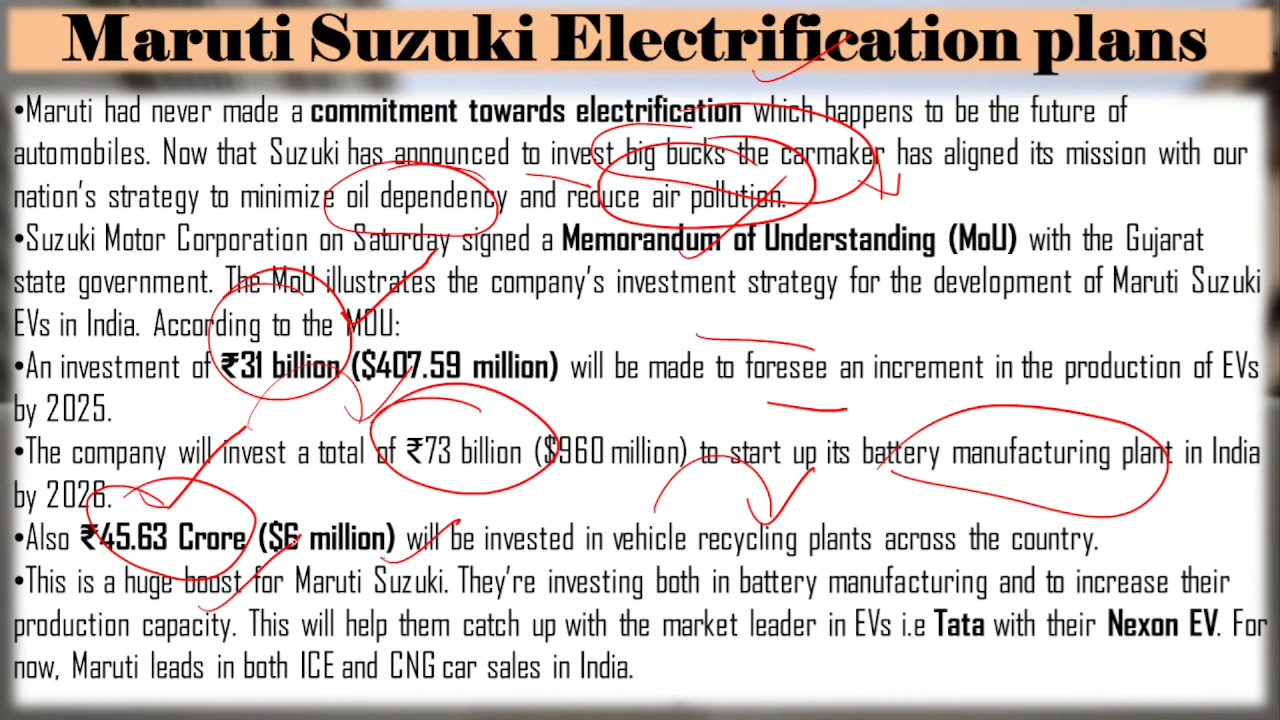 Maruti Suzuki Electrification plans
•Maruti had never made a commitment towards electrification which happens to be the future of
automobiles. Now that Suzuki has announced to invest big bucks the carmaker has aligned its mission with our
nation's strategy to minimize oil dependency and reduce air pollution.
•Suzuki Motor Corporation on Saturday signed a Memorandum of Understanding (MoU) with the Gujarat
state government. The MoU illustrates the company's investment strategy for the development of Maruti Suzuki
EVs in India. According to the MOU:
•An investment of ₹31 billion ($407.59 million) will be made to foresee an increment in the production of EVs
by 2025.
•The company will invest a total of ₹73 billion ($960 million) to start up its battery manufacturing plant in India
by 2026.
•Also ₹45.63 Crore ($6 million) will be invested in vehicle recycling plants across the country.
•This is a huge boost for Maruti Suzuki. They're investing both in battery manufacturing and to increase their
production capacity. This will help them catch up with the market leader in EVs i.e Tata with their Nexon EV. For
now, Maruti leads in both ICE and CNG car sales in India.